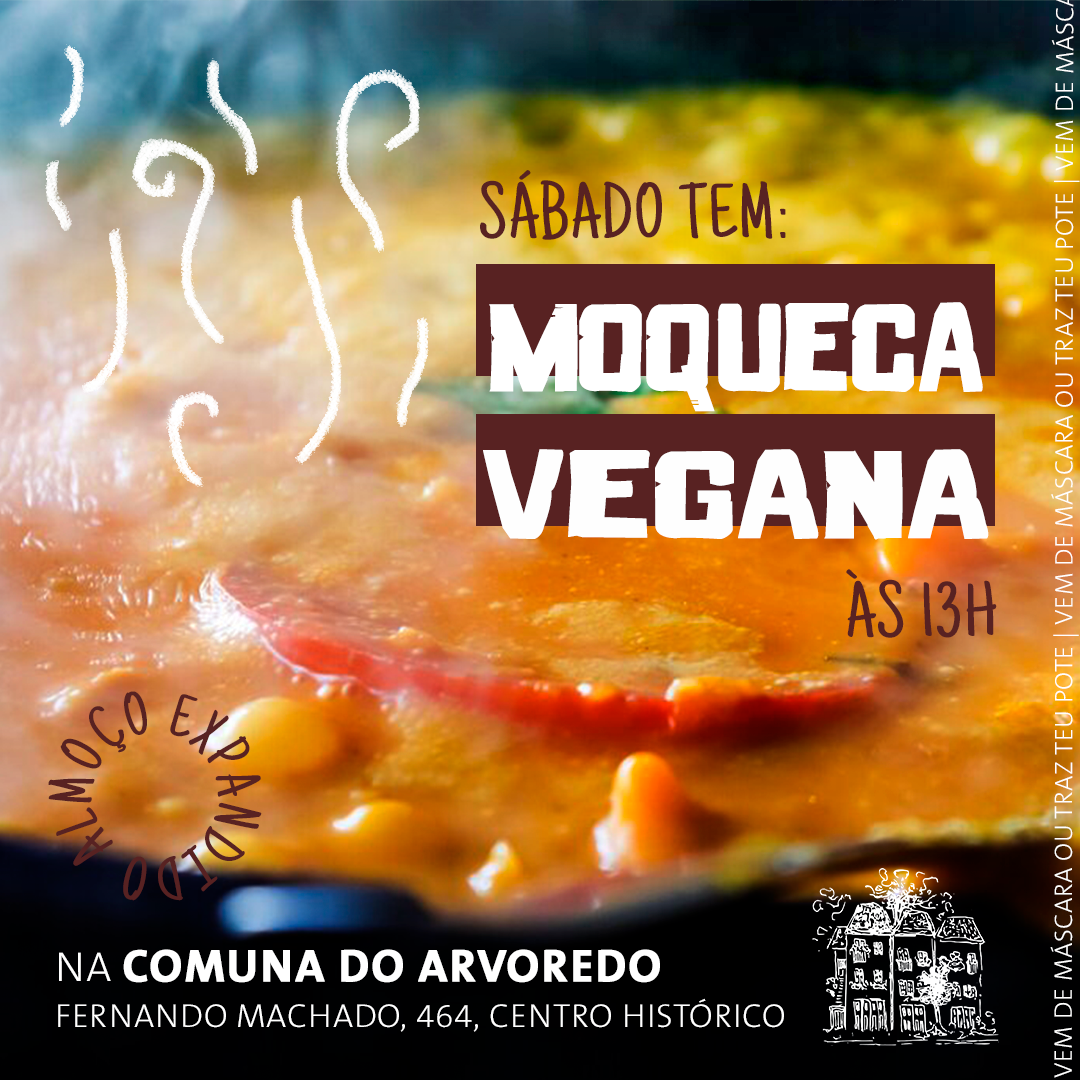 SÁBADO TEM:
MOQUECA
VEGANA
ÀS 13H
ALMOÇO EXPANDIDO
NA COMUNA DO ARVOREDO
FERNANDO MACHADO, 464, CENTRO HISTÓRICO
VEM DE MÁSCARA OU TRAZ TEU POTE | VEM DE MÁSCARA OU TRAZ TEU POTE | VEM DE MÁSCA